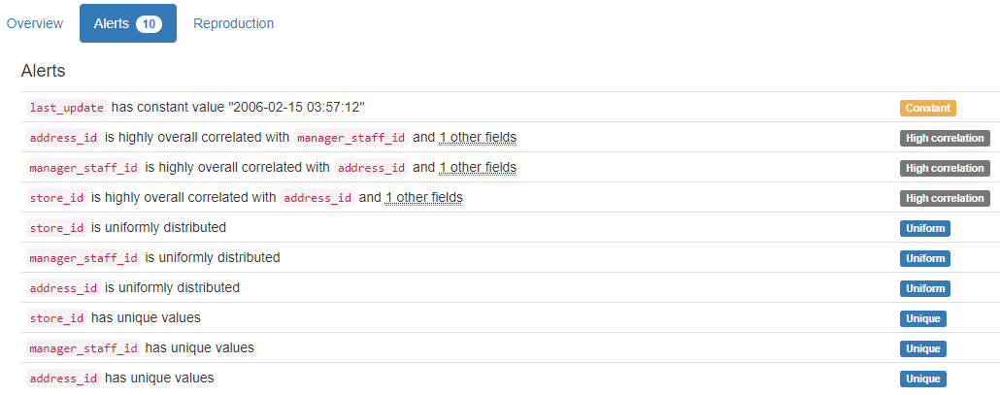 Overview Alerts 10 Reproduction
Alerts
last_update has constant value "2006-02-15 03:57:12" Constant
address_id is highly overall correlated with manager_staff_id and 1 other fields High correlation
manager_staff_id is highly overall correlated with address_id and 1 other fields High correlation
store_id is highly overall correlated with address_id and 1 other fields High correlation
store_id is uniformly distributed Uniform
manager_staff_id is uniformly distributed Uniform
address_id is uniformly distributed Uniform
store_id has unique values Unique
manager_staff_id has unique values Unique
address_id has unique values Unique